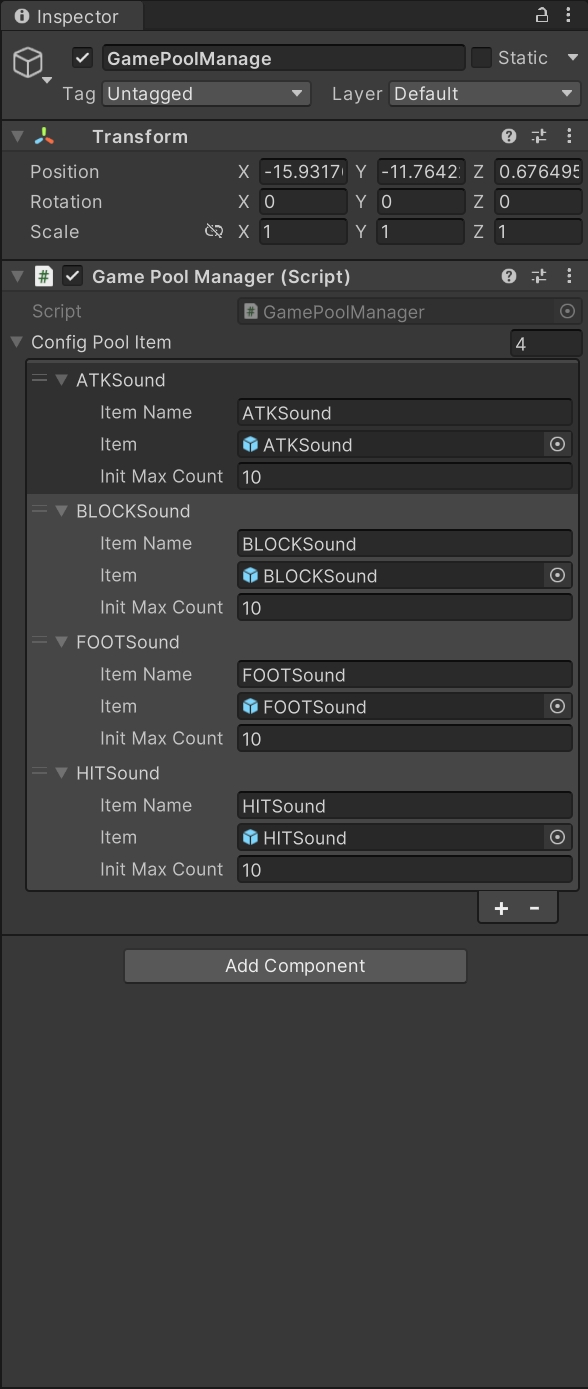 Inspector
GamePoolManage Static
Tag Untagged Layer Default
Transform
Position X -15.9317 Y -11.7642 Z 0.676495
Rotation X 0 Y 0 Z 0
Scale X 1 Y 1 Z 1
# Game Pool Manager (Script)
Script # GamePoolManager
Config Pool Item 4
ATKSound
Item Name ATKSound
Item ATKSound
Init Max Count 10
BLOCKSound
Item Name BLOCKSound
Item BLOCKSound
Init Max Count 10
FOOTSound
Item Name FOOTSound
Item FOOTSound
Init Max Count 10
HITSound
Item Name HITSound
Item HITSound
Init Max Count 10
+ -
Add Component